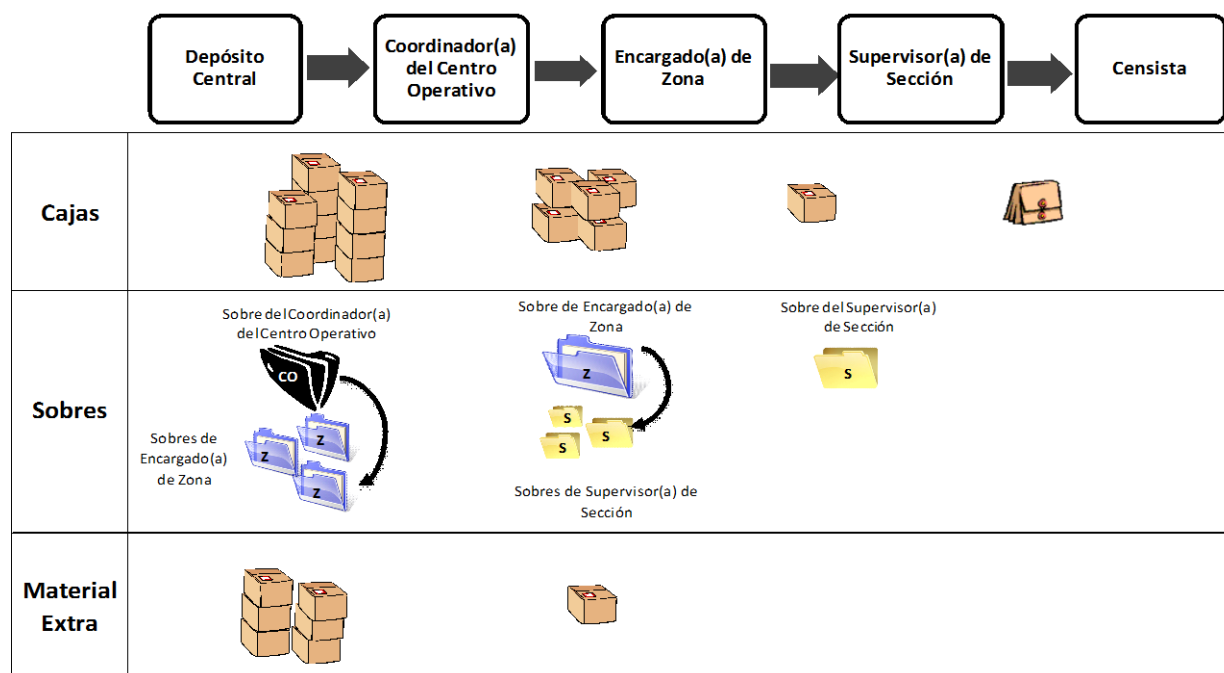 Depósito
Central
Coordinador(a)
del Centro
Operativo
Encargado(a) de
Zona
Supervisor(a) de
Sección
Censista
Cajas
Sobres
Sobre del Coordinador(a)
del Centro Operativo
CO
Z
Z
Z
Sobres de
Encargado(a)
de Zona
Sobre de Encargado(a) de
Zona
Z
S
S
S
Sobres de Supervisor(a) de
Sección
Sobre del Supervisor(a)
de Sección
S
Material
Extra